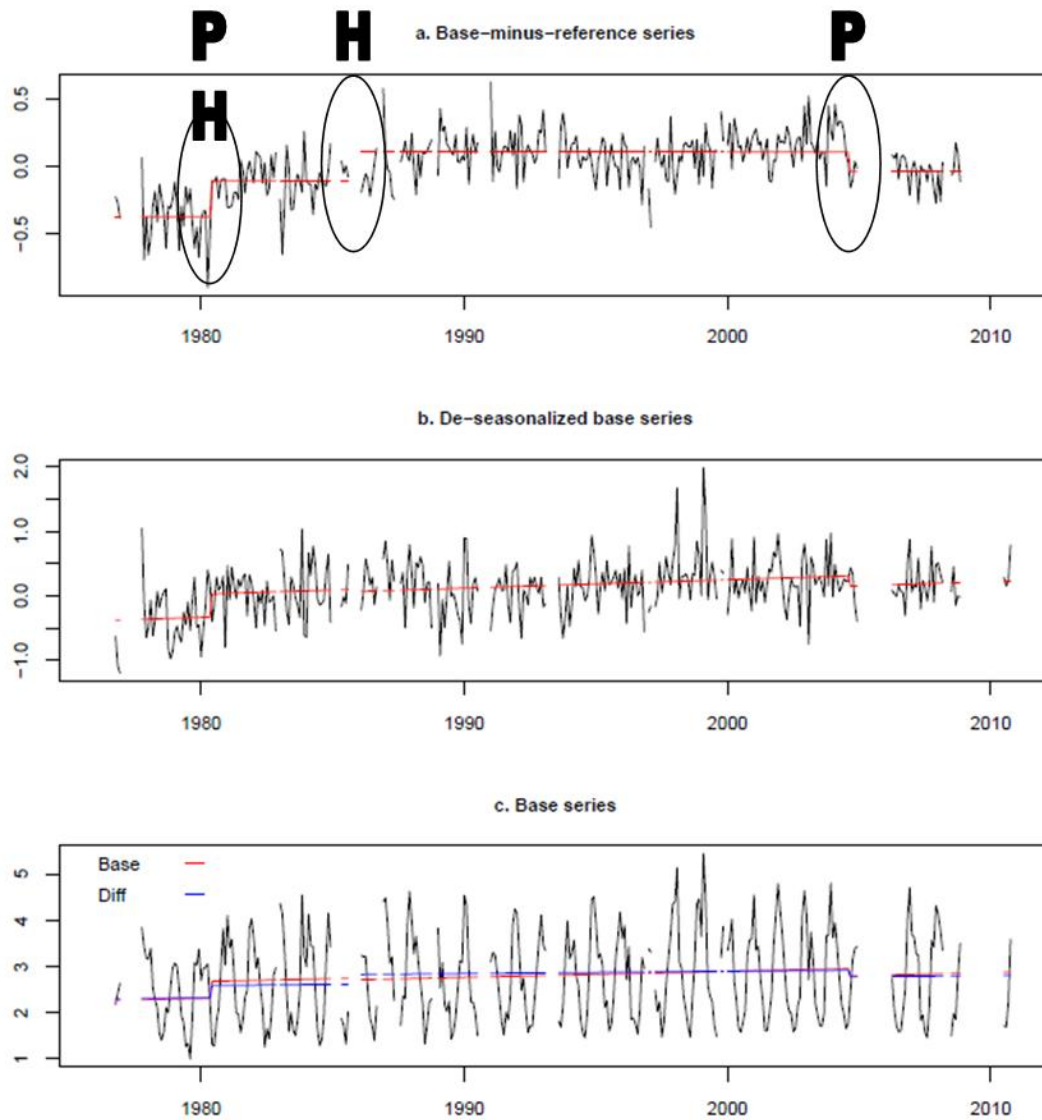 P H P
a. Base−minus−reference series
H
0.5
0.0
−0.5
1980 1990 2000 2010
b. De−seasonalized base series
2.0
1.0
0.0
−1.0
1980 1990 2000 2010
c. Base series
Base
Diff
5
4
3
2
1
1980 1990 2000 2010